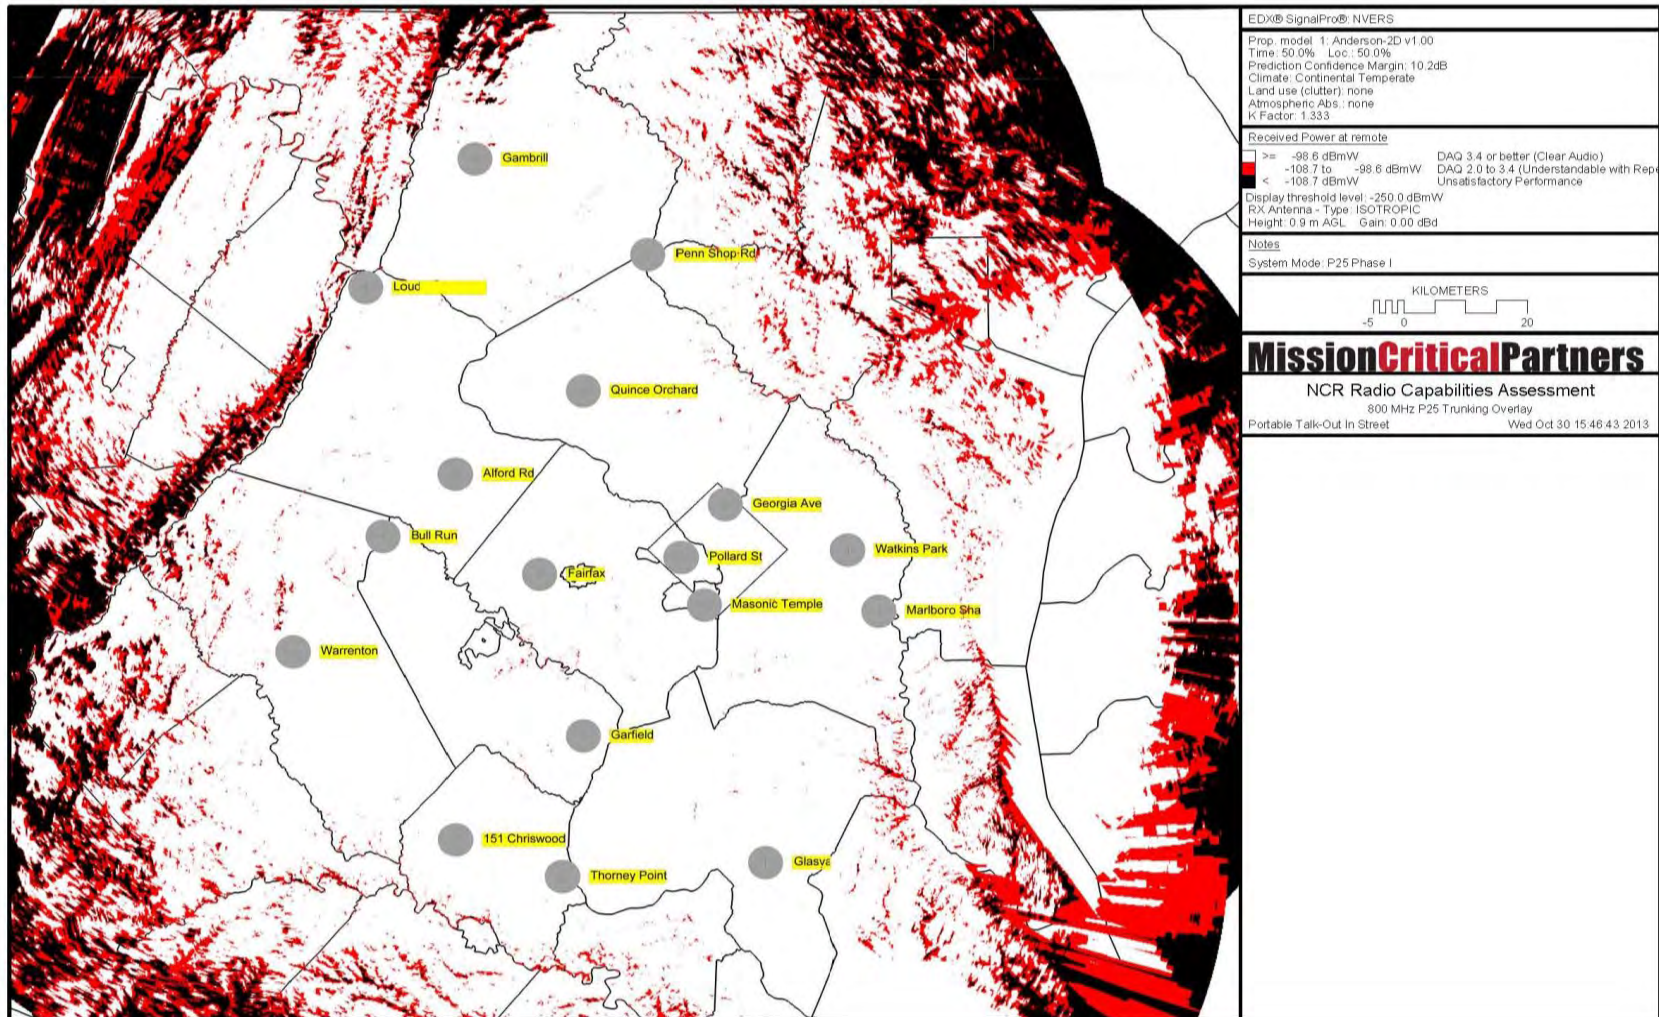 Gambrill
Penn Shop Rd
Loud
Quince Orchard
Alford Rd
Georgia Ave
Bull Run
Watkins Park
Pollard St
Fairfax
Masonic Temple
Marlboro Sha
Warrenton
Garfield
151 Chriswood
Glasva
Thorney Point
EDX® SignalPro®: NVERS
Prop. model 1: Anderson-2D v1.00
Time: 50.0% Loc.: 50.0%
Prediction Confidence Margin: 10.2dB
Climate: Continental Temperate
Land use (clutter): none
Atmospheric Abs.: none
K Factor: 1.333
Received Power at remote
>= -98.6 dBmW DAQ 3.4 or better (Clear Audio)
-108.7 to -98.6 dBmW DAQ 2.0 to 3.4 (Understandable with Repe
< -108.7 dBmW Unsatisfactory Performance
Display threshold level: -250.0 dBmW
RX Antenna - Type: ISOTROPIC
Height: 0.9 m AGL Gain: 0.00 dBd
Notes
System Mode: P25 Phase I
KILOMETERS
-5 0 20
MissionCriticalPartners
NCR Radio Capabilities Assessment
800 MHz P25 Trunking Overlay
Portable Talk-Out In Street Wed Oct 30 15:46:43 2013